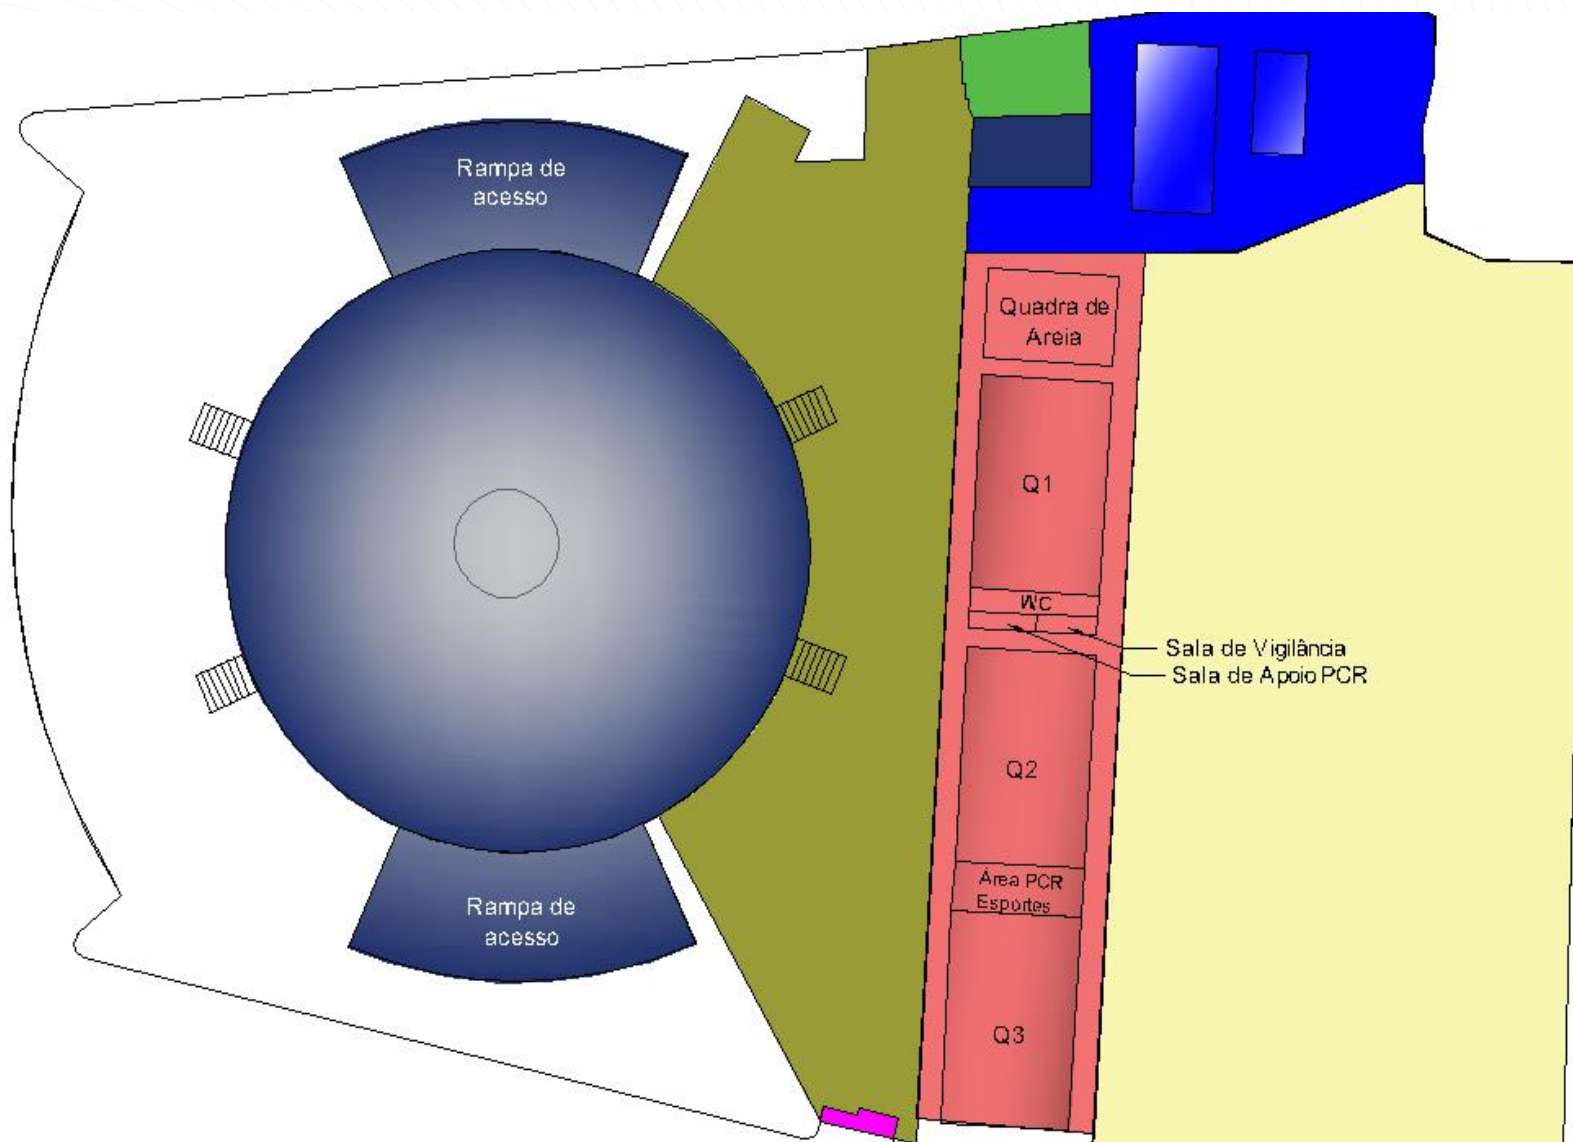 Rampa de
acesso
Quadra de
Areia
Q1
WC
Sala de Vigilância
Sala de Apoio PCR
Q2
Área PCR
Esportes
Rampa de
acesso
Q3